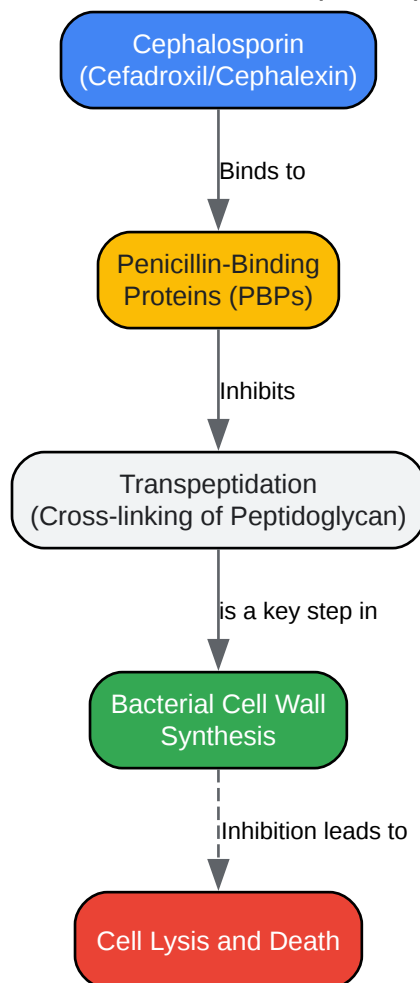 Cephalosporin
(Cefadroxil/Cephalexin)
Binds to
Penicillin-Binding
Proteins (PBPs)
Inhibits
Transpeptidation
(Cross-linking of Peptidoglycan)
is a key step in
Bacterial Cell Wall
Synthesis
Inhibition leads to
Cell Lysis and Death